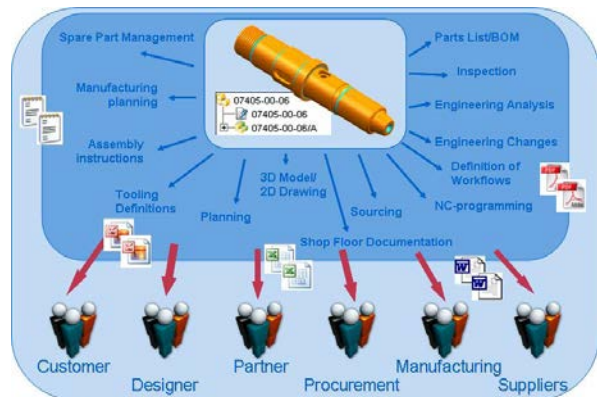 Spare Part Management
Manufacturing
planning
Assembly
instructions
Tooling
Definitions
Planning
3D Model/
2D Drawing
Shop Floor Documentation
Sourcing
NC-programming
Definition of
Workflows
Engineering Changes
Engineering Analysis
Inspection
Parts List/BOM
07405-00-06
07405-00-06
07405-00-06/A
PDF
PDF
W
W
Customer
Designer
Partner
Procurement
Manufacturing
Suppliers